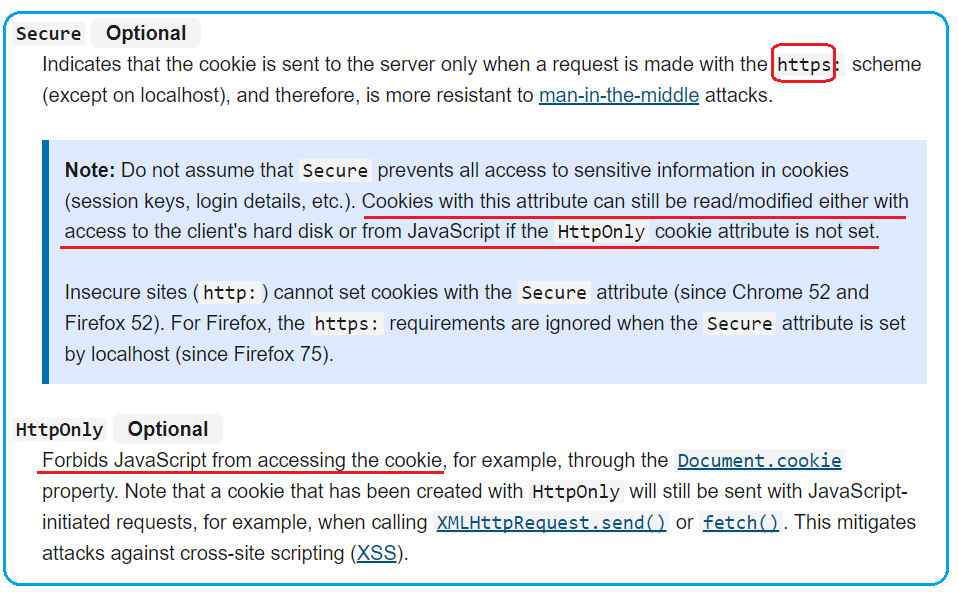 Secure Optional
Indicates that the cookie is sent to the server only when a request is made with the https: scheme
(except on localhost), and therefore, is more resistant to man-in-the-middle attacks.
Note: Do not assume that Secure prevents all access to sensitive information in cookies
(session keys, login details, etc.). Cookies with this attribute can still be read/modified either with
access to the client's hard disk or from JavaScript if the HttpOnly cookie attribute is not set.
Insecure sites (http:) cannot set cookies with the Secure attribute (since Chrome 52 and
Firefox 52). For Firefox, the https: requirements are ignored when the Secure attribute is set
by localhost (since Firefox 75).
HttpOnly Optional
Forbids JavaScript from accessing the cookie, for example, through the Document.cookie
property. Note that a cookie that has been created with HttpOnly will still be sent with JavaScript-
initiated requests, for example, when calling XMLHttpRequest.send() or fetch(). This mitigates
attacks against cross-site scripting (XSS).